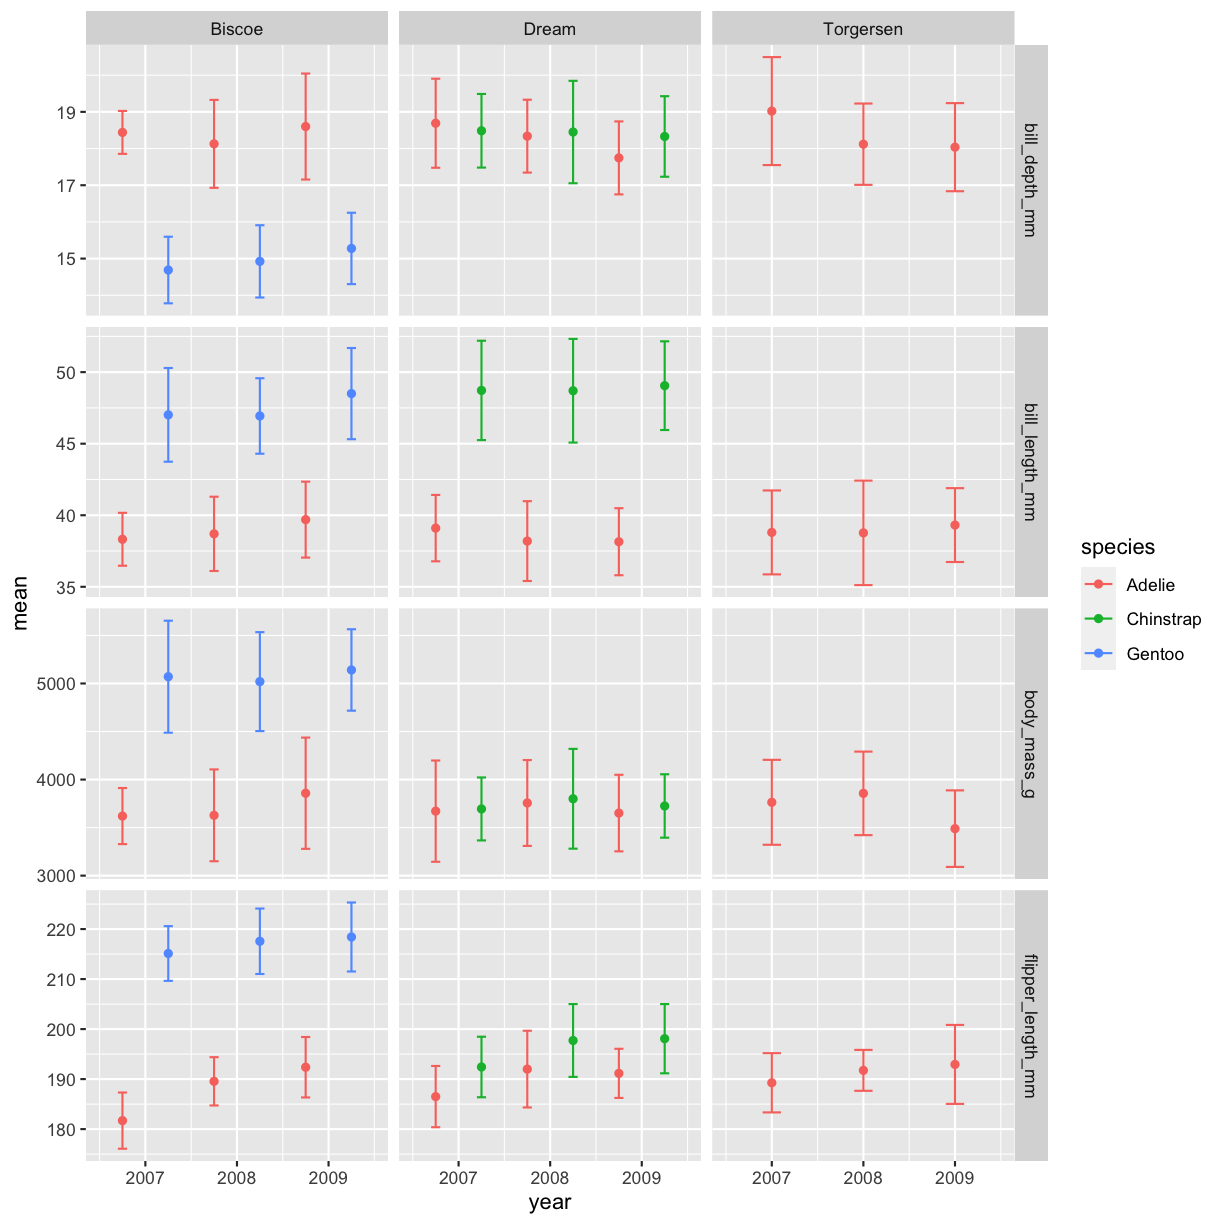 Biscoe
Dream
Torgersen
19
17
15
bill_depth_mm
50
45
40
35
bill_length_mm
5000
4000
3000
body_mass_g
220
210
200
190
180
flipper_length_mm
2007 2008 2009
2007 2008 2009
2007 2008 2009
year
mean
species
Adelie
Chinstrap
Gentoo